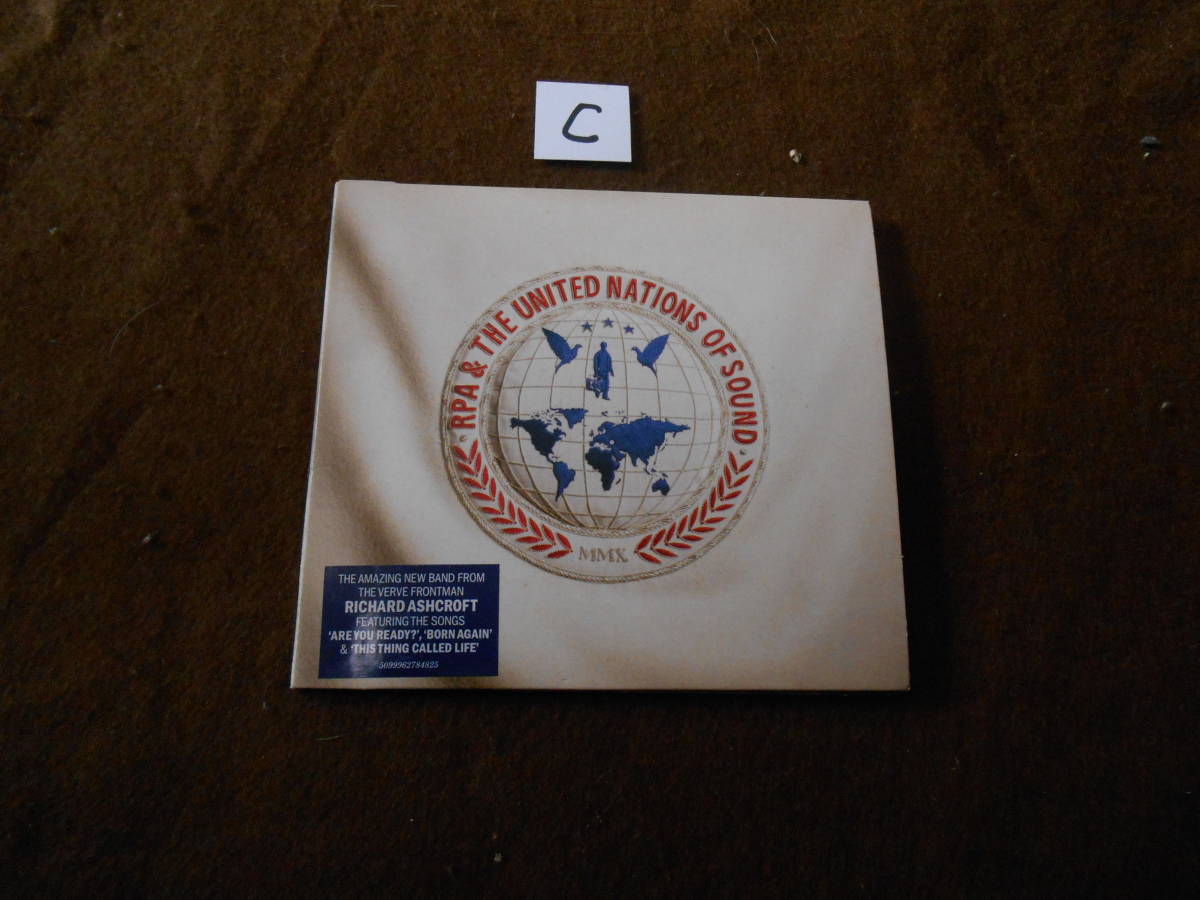 C
RPA & THE UNITED NATIONS OF SOUND
MMX
THE AMAZING NEW BAND FROM
THE VERVE FRONTMAN
RICHARD ASHCROFT
FEATURING THE SONGS
'ARE YOU READY?', 'BORN AGAIN'
& 'THIS THING CALLED LIFE'
5099962784825